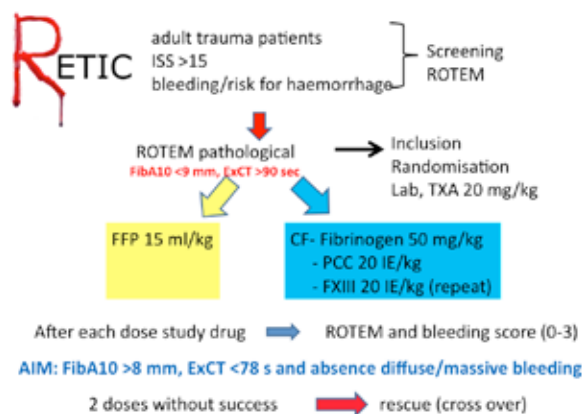 RETIC
adult trauma patients
ISS >15
bleeding/risk for haemorrhage
Screening
ROTEM
ROTEM pathological
FibA10 <9 mm, ExCT >90 sec
Inclusion
Randomisation
Lab, TXA 20 mg/kg
FFP 15 ml/kg
CF- Fibrinogen 50 mg/kg
- PCC 20 IE/kg
- FXIII 20 IE/kg (repeat)
After each dose study drug
ROTEM and bleeding score (0-3)
AIM: FibA10 >8 mm, ExCT <78 s and absence diffuse/massive bleeding
2 doses without success
rescue (cross over)